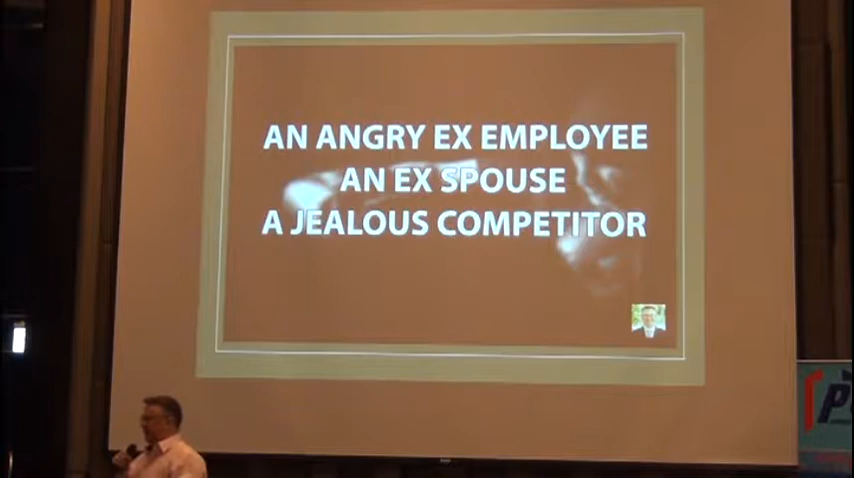 AN ANGRY EX EMPLOYEE
AN EX SPOUSE
A JEALOUS COMPETITOR